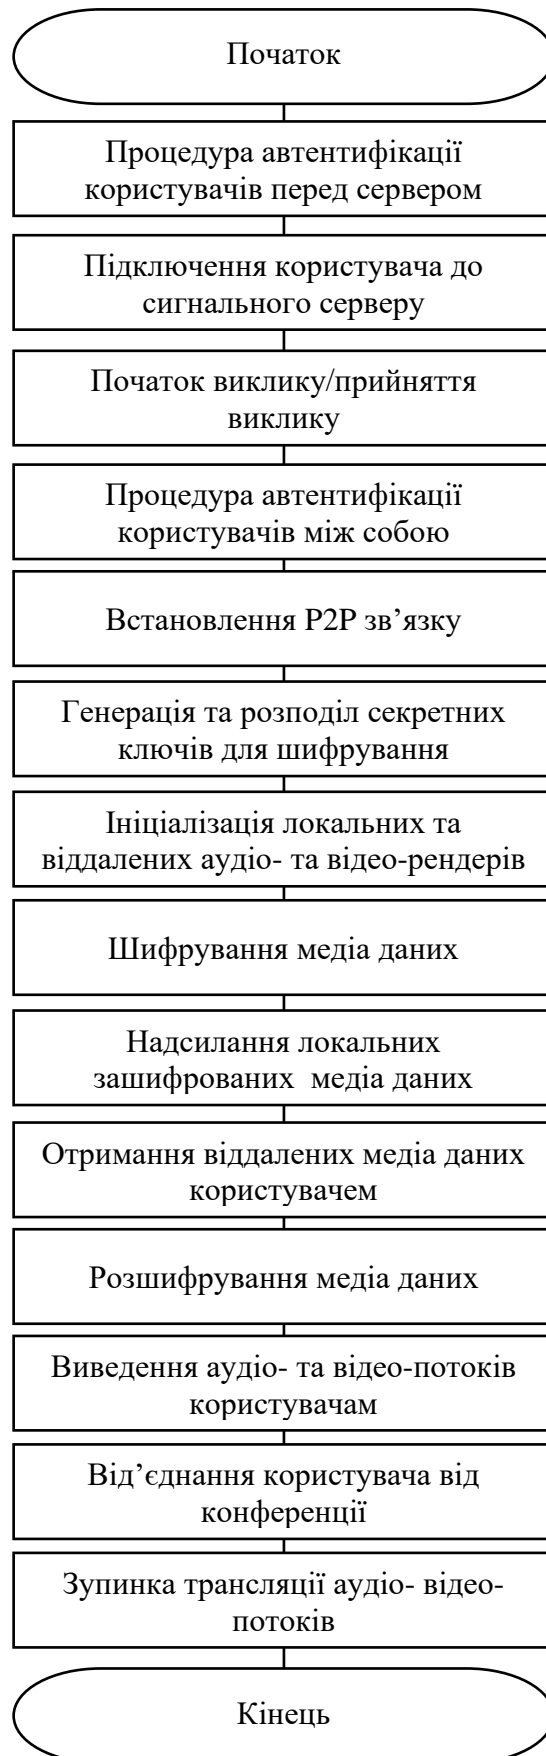 Початок
Процедура автентифікації
користувачів перед сервером
Підключення користувача до
сигнального серверу
Початок виклику/прийняття
виклику
Процедура автентифікації
користувачів між собою
Встановлення P2P зв’язку
Генерація та розподіл секретних
ключів для шифрування
Ініціалізація локальних та
віддалених аудіо- та відео-рендерів
Шифрування медіа даних
Надсилання локальних
зашифрованих  медіа даних
Отримання віддалених медіа даних
користувачем
Розшифрування медіа даних
Виведення аудіо- та відео-потоків
користувачам
Від’єднання користувача від
конференції
Зупинка трансляції аудіо- відео-
потоків
Кінець